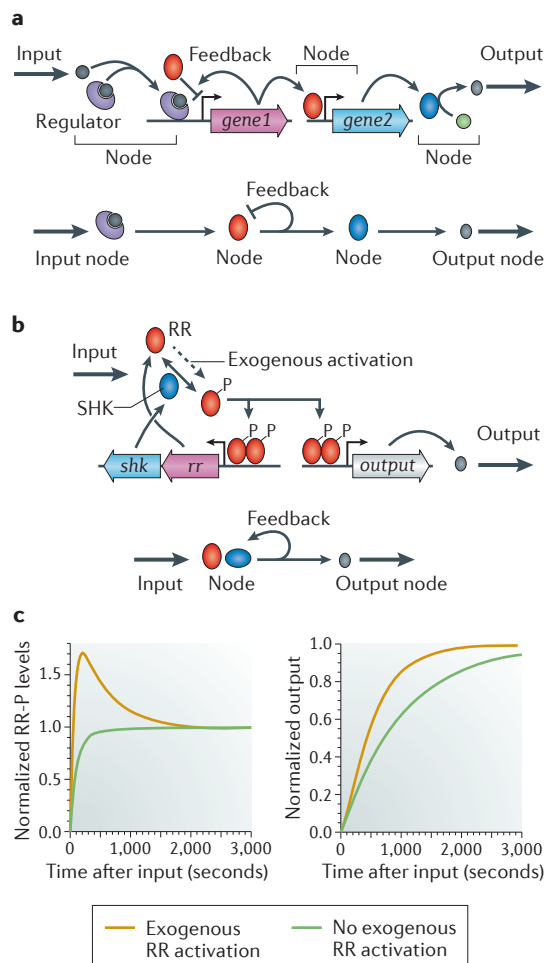 a
Input
Feedback
Node
Output
Regulator
gene1
gene2
Node
Node
Feedback
Input node
Node
Node
Output node
b
RR
Input
Exogenous activation
P
SHK
P
P
P
P
Output
shk
rr
output
Feedback
Input
Node
Output node
c
Normalized RR-P levels
1.5
1.0
0.5
0.0
0
1,000
2,000
3,000
Time after input (seconds)
Normalized output
1.0
0.8
0.6
0.4
0.2
0.0
0
1,000
2,000
3,000
Time after input (seconds)
Exogenous
RR activation
No exogenous
RR activation